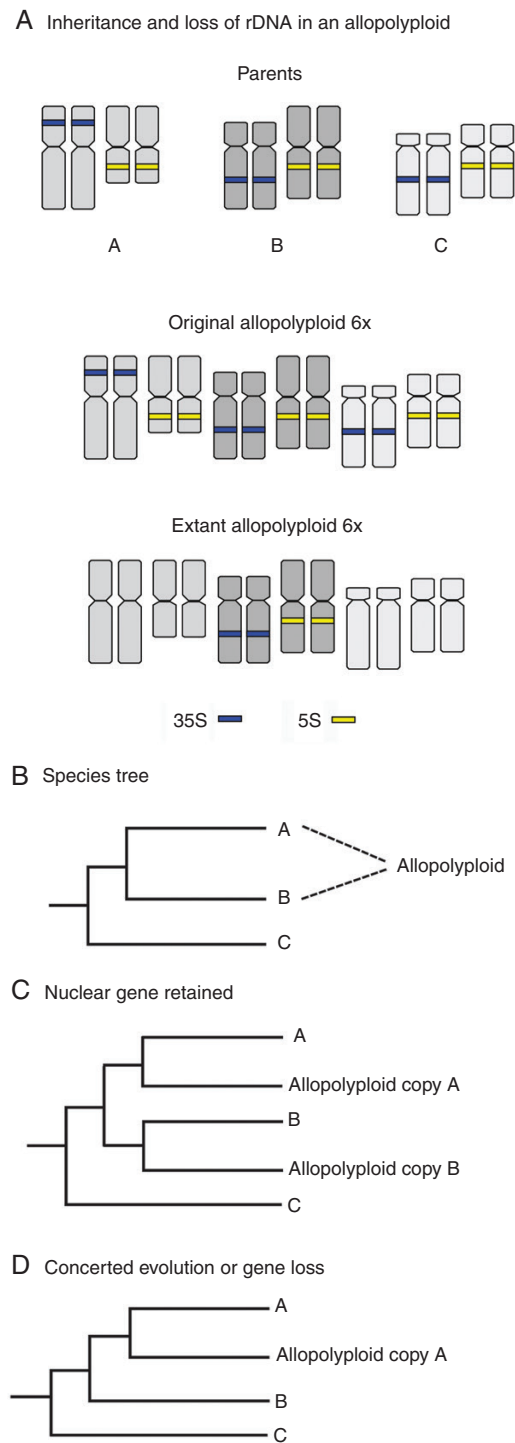 A Inheritance and loss of rDNA in an allopolyploid
Parents
A B C
Original allopolyploid 6x
Extant allopolyploid 6x
35S 5S
B Species tree
A
Allopolyploid
B
C
C Nuclear gene retained
A
Allopolyploid copy A
B
Allopolyploid copy B
C
D Concerted evolution or gene loss
A
Allopolyploid copy A
B
C